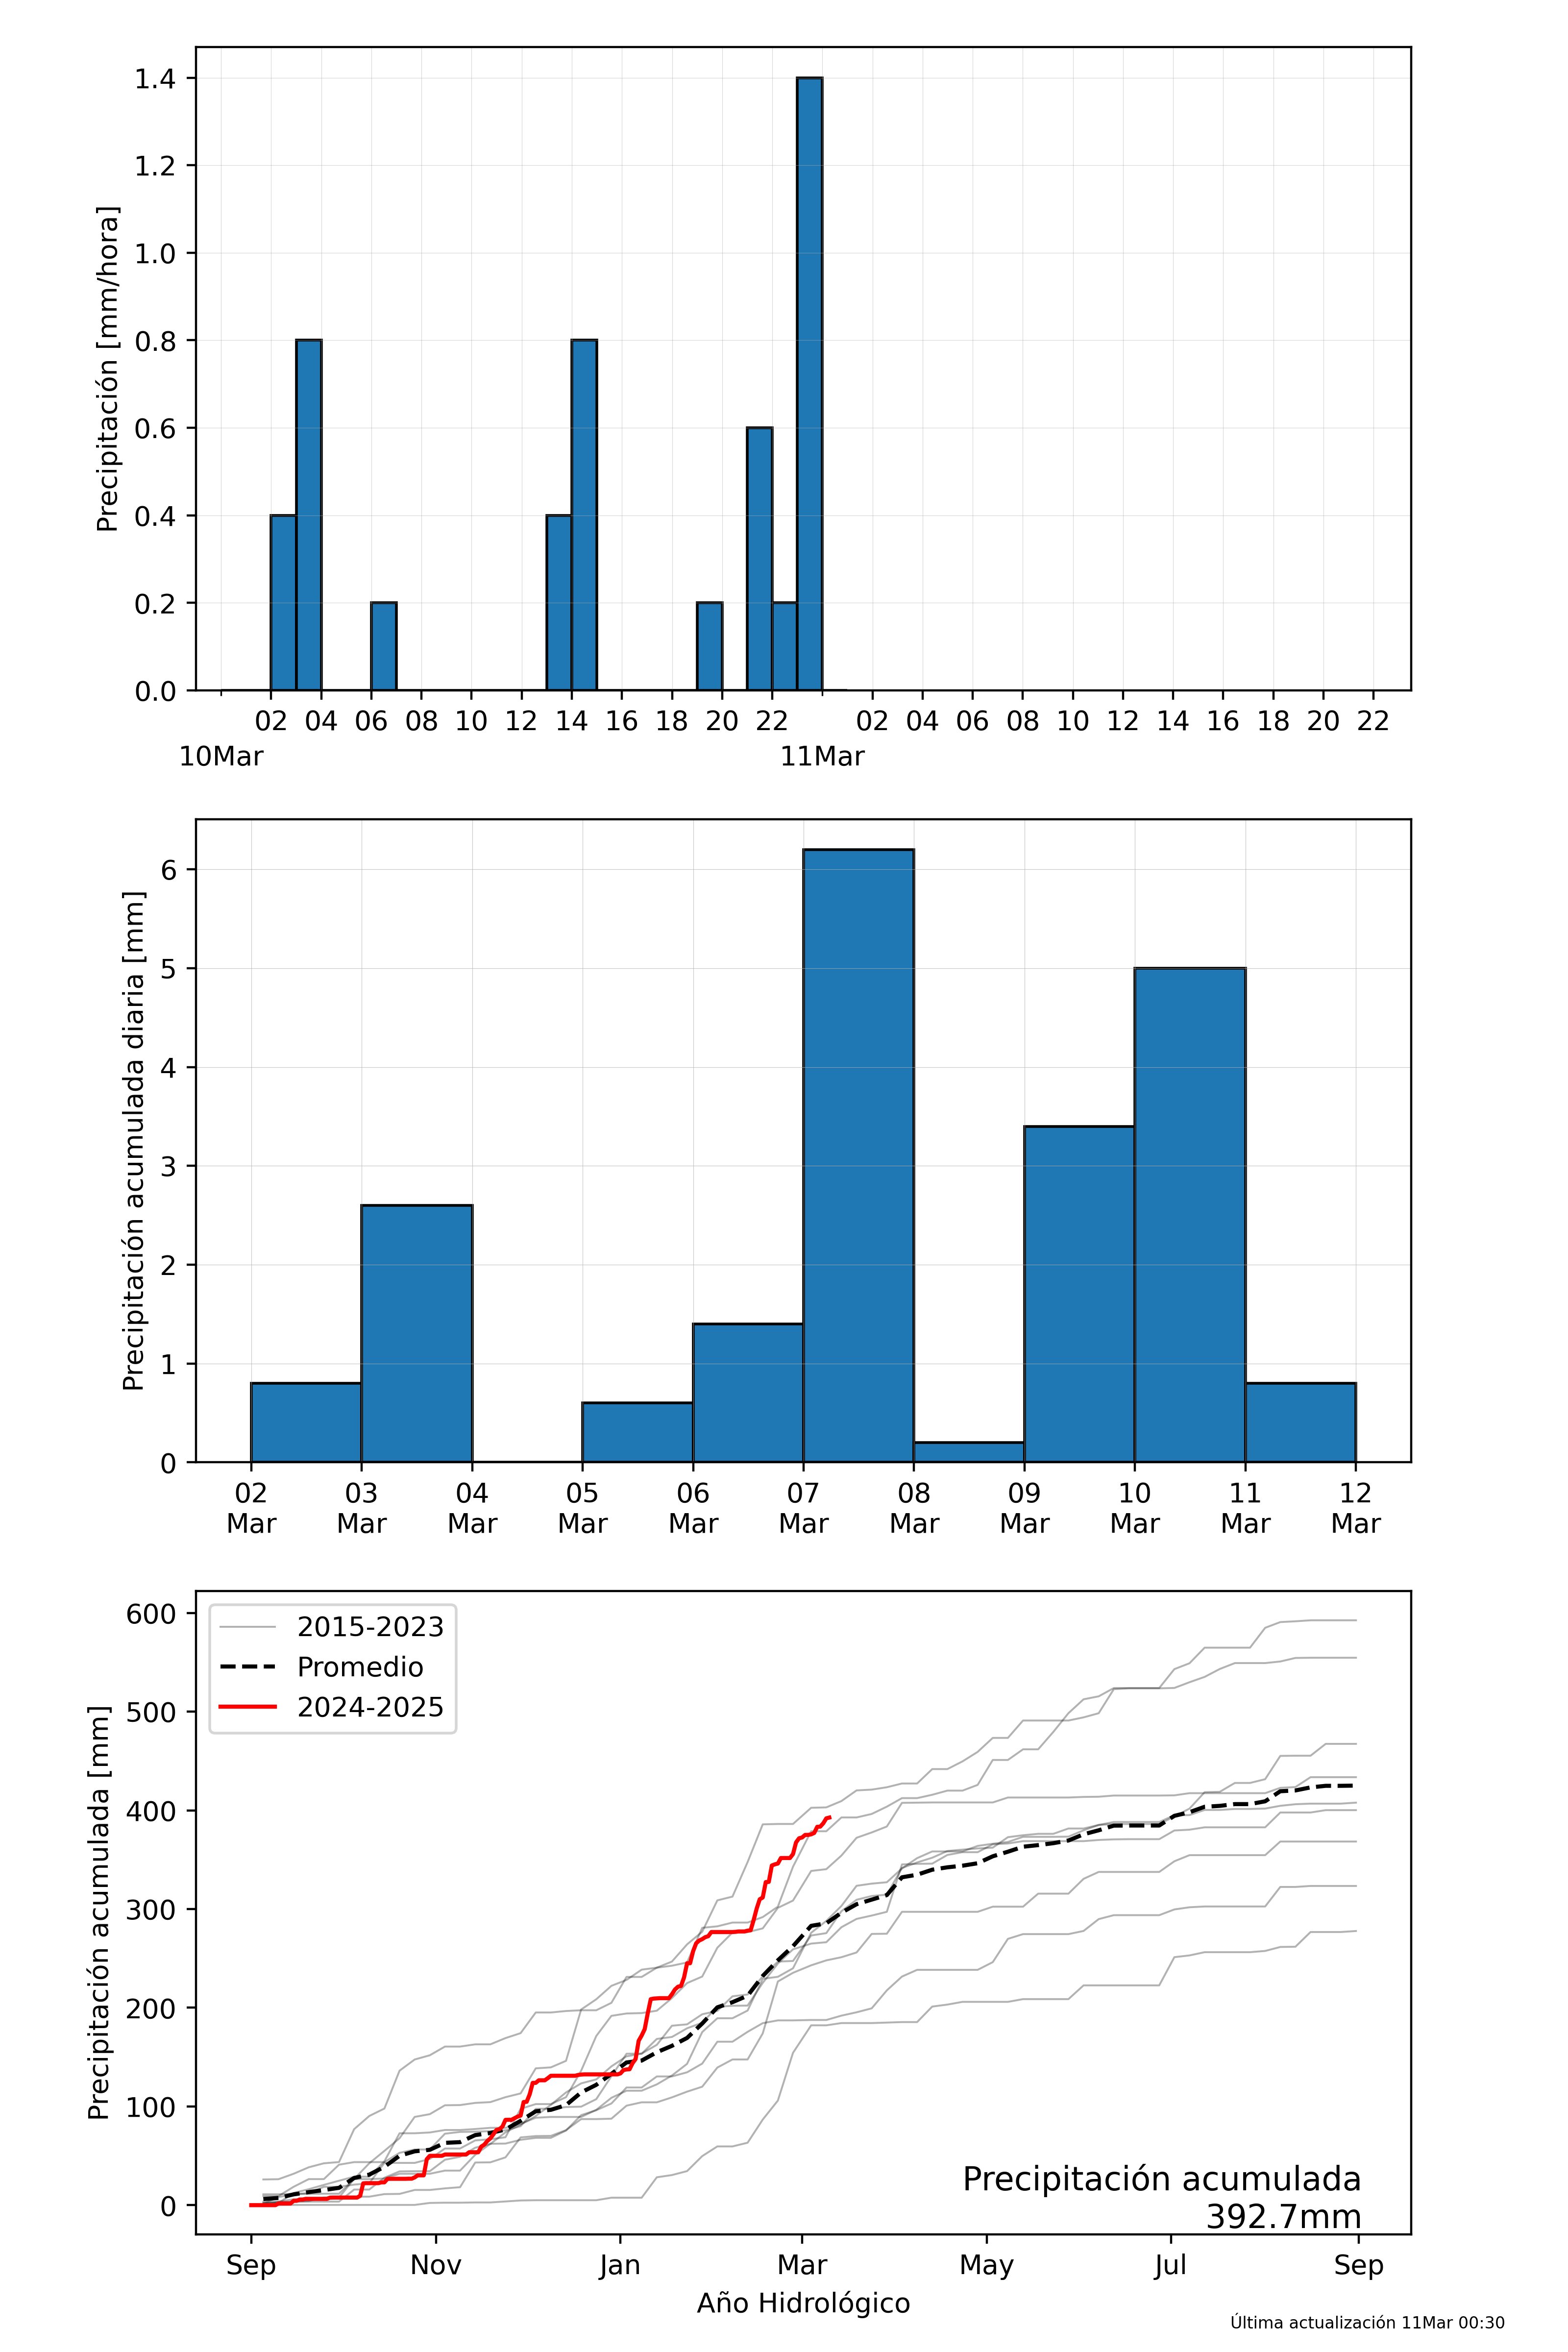 Precipitación [mm/hora]
1.4
1.2
1.0
0.8
0.6
0.4
0.2
0.0
02 04 06 08 10 12 14 16 18 20 22 02 04 06 08 10 12 14 16 18 20 22
10Mar 11Mar
Precipitación acumulada diaria [mm]
6
5
4
3
2
1
0
02 03 04 05 06 07 08 09 10 11 12
Mar Mar Mar Mar Mar Mar Mar Mar Mar Mar Mar
Precipitación acumulada [mm]
600
500
400
300
200
100
0
2015-2023
Promedio
2024-2025
Precipitación acumulada
392.7mm
Sep Nov Jan Mar May Jul Sep
Año Hidrológico
Última actualización 11Mar 00:30